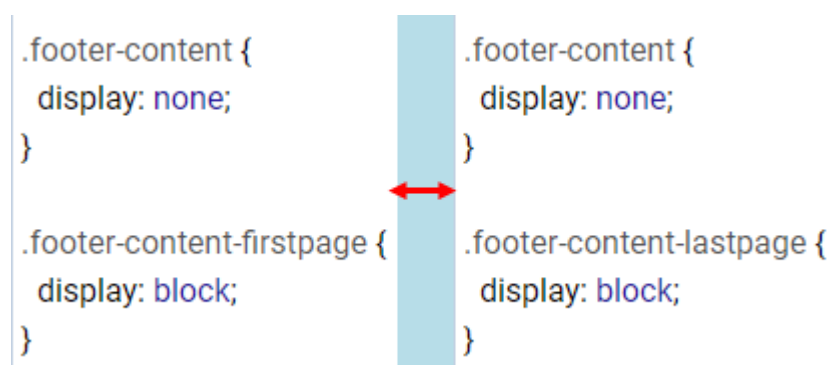 .footer-content {
display: none;
}
.footer-content-firstpage {
display: block;
}
.footer-content {
display: none;
}
.footer-content-lastpage {
display: block;
}